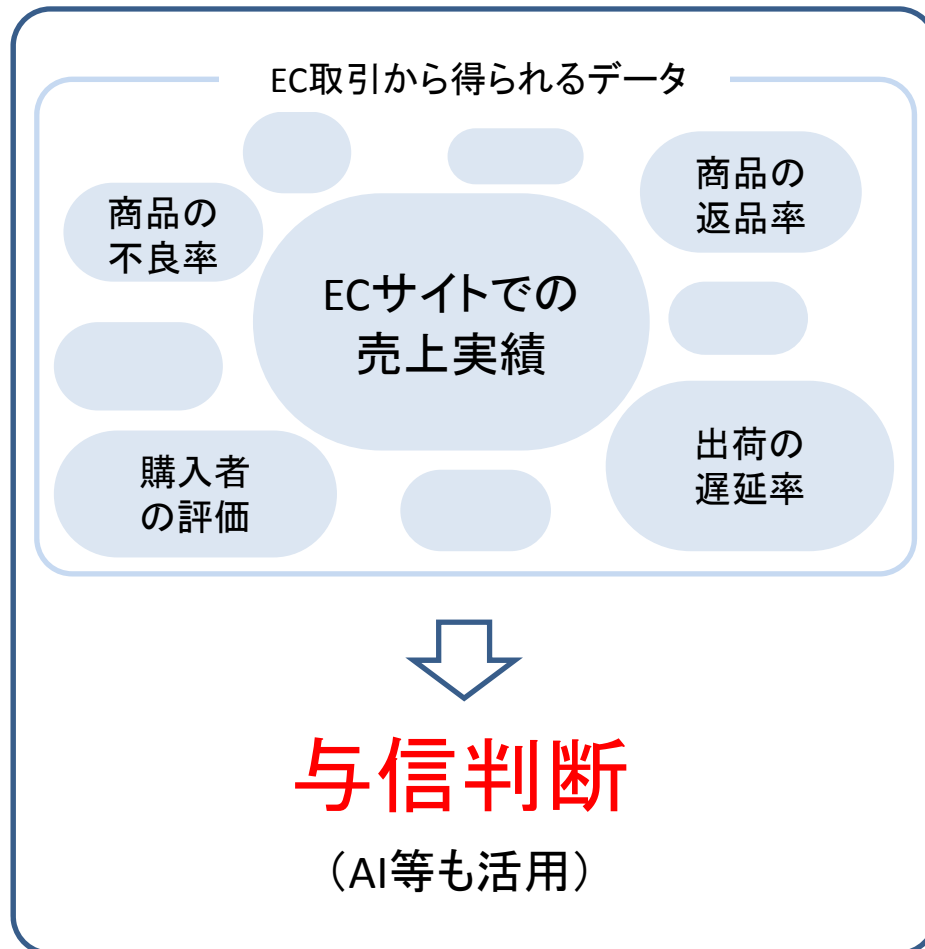 EC取引から得られるデータ
商品の
不良率
商品の
返品率
ECサイトでの
売上実績
購入者
の評価
出荷の
遅延率
与信判断
（AI等も活用）